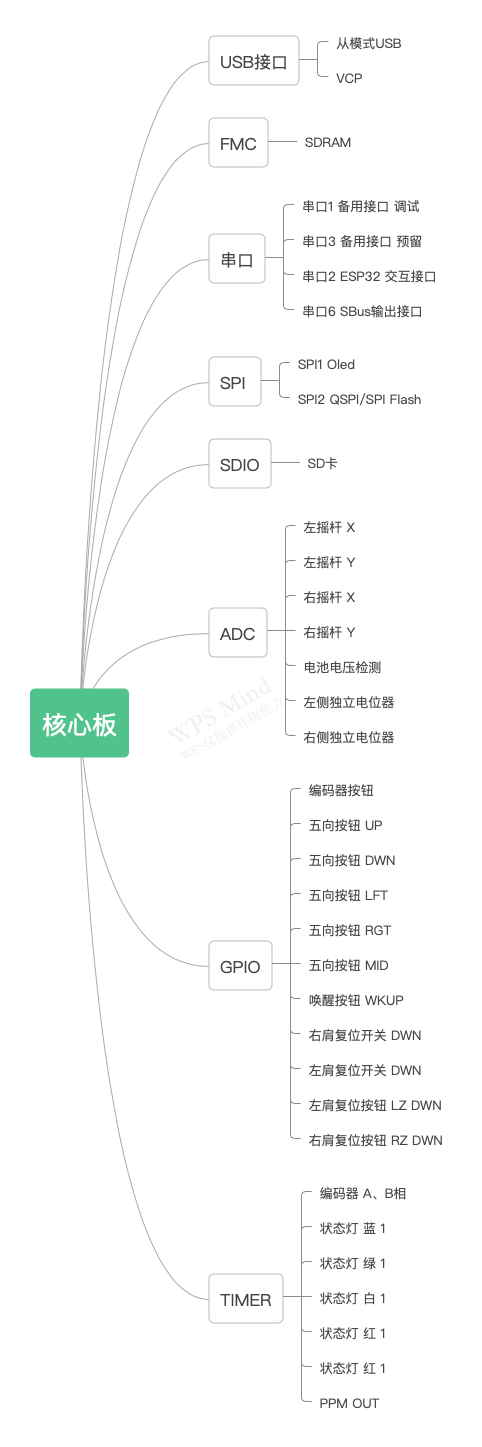 USB接口
从模式USB
VCP
FMC
SDRAM
串口
串口1 备用接口 调试
串口3 备用接口 预留
串口2 ESP32 交互接口
串口6 SBus输出接口
SPI
SPI1 Oled
SPI2 QSPI/SPI Flash
SDIO
SD卡
ADC
左摇杆 X
左摇杆 Y
右摇杆 X
右摇杆 Y
电池电压检测
左侧独立电位器
右侧独立电位器
核心板
WPS Mind
WPS仅提供作图能力
GPIO
编码器按钮
五向按钮 UP
五向按钮 DWN
五向按钮 LFT
五向按钮 RGT
五向按钮 MID
唤醒按钮 WKUP
右肩复位开关 DWN
左肩复位开关 DWN
左肩复位按钮 LZ DWN
右肩复位按钮 RZ DWN
TIMER
编码器 A、B相
状态灯 蓝 1
状态灯 绿 1
状态灯 白 1
状态灯 红 1
状态灯 红 1
PPM OUT